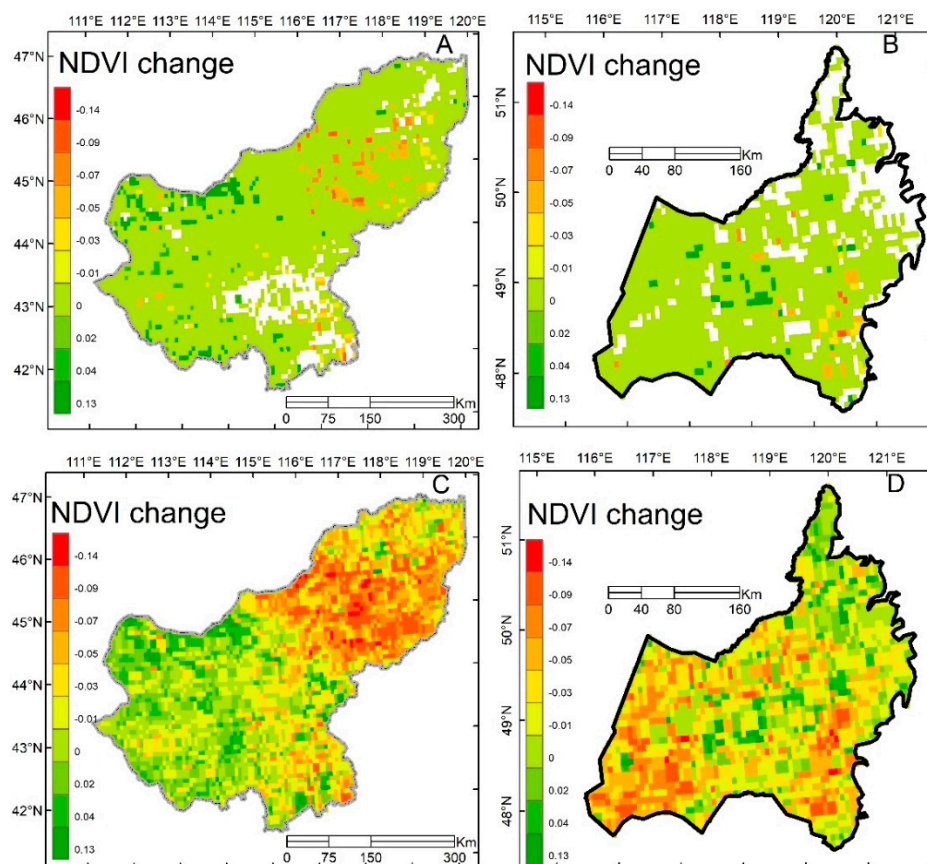 111°E 112°E 113°E 114°E 115°E 116°E 117°E 118°E 119°E 120°E
A
47°N
46°N
45°N
44°N
43°N
42°N
NDVI change
-0.14
-0.09
-0.07
-0.05
-0.03
-0.01
0
0.02
0.04
0.13
Km
0 75 150 300
115°E 116°E 117°E 118°E 119°E 120°E 121°E
B
51°N
50°N
49°N
48°N
NDVI change
-0.14
-0.09
-0.07
-0.05
-0.03
-0.01
0
0.02
0.04
0.13
Km
0 40 80 160
111°E 112°E 113°E 114°E 115°E 116°E 117°E 118°E 119°E 120°E
C
47°N
46°N
45°N
44°N
43°N
42°N
NDVI change
-0.14
-0.09
-0.07
-0.05
-0.03
-0.01
0
0.02
0.04
0.13
Km
0 75 150 300
115°E 116°E 117°E 118°E 119°E 120°E 121°E
D
51°N
50°N
49°N
48°N
NDVI change
-0.14
-0.09
-0.07
-0.05
-0.03
-0.01
0
0.02
0.04
0.13
Km
0 40 80 160